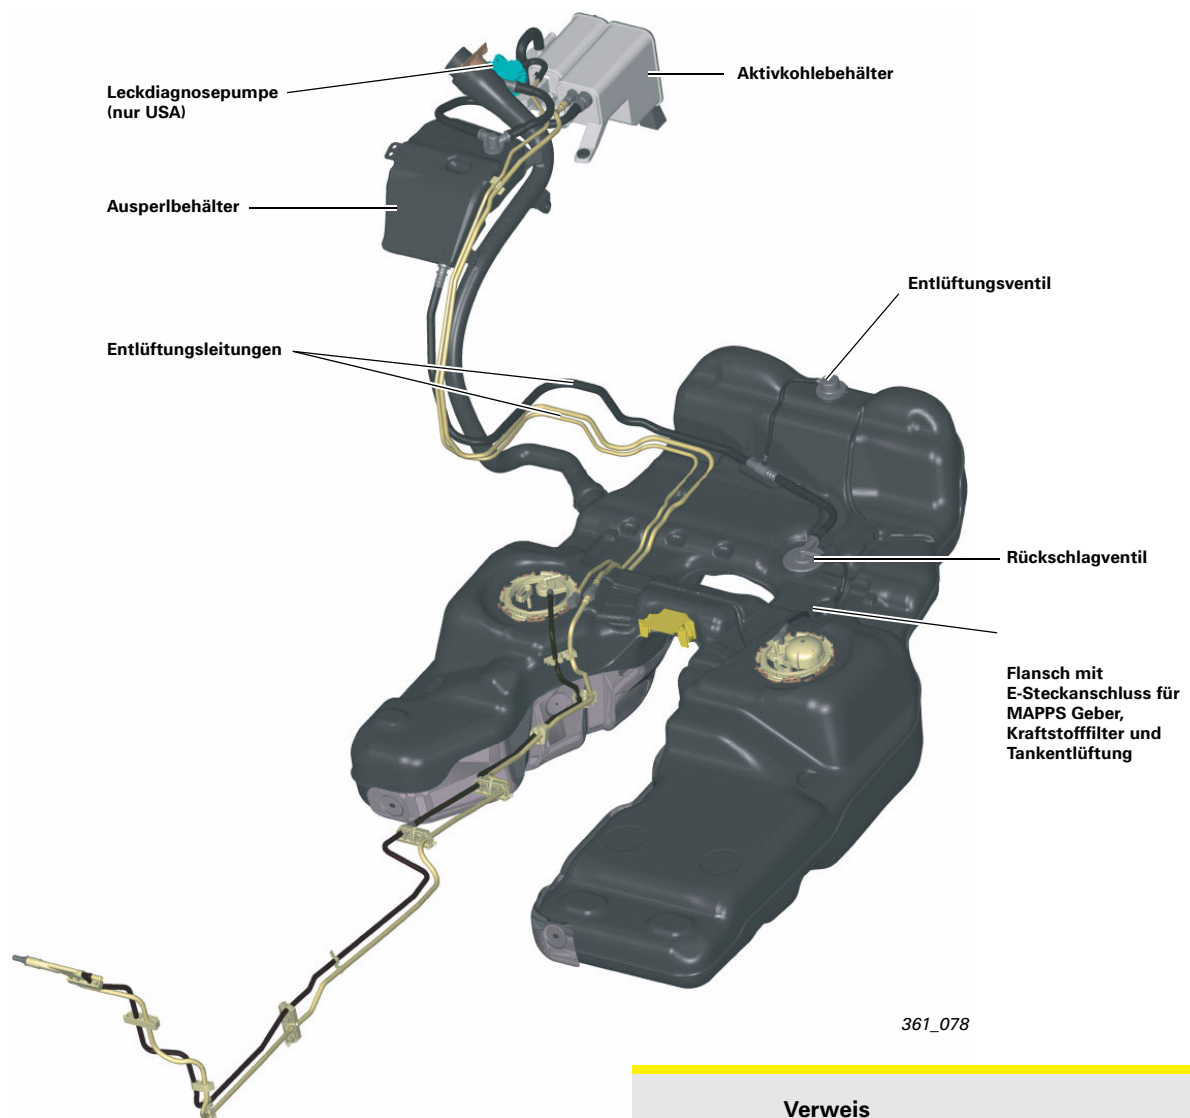 Leckdiagnosepumpe
(nur USA)
Aktivkohlebehälter
Ausperlbehälter
Entlüftungsventil
Entlüftungsleitungen
Rückschlagventil
Flansch mit
E-Steckanschluss für
MAPPS Geber,
Kraftstofffilter und
Tankentlüftung
361_078
Verweis